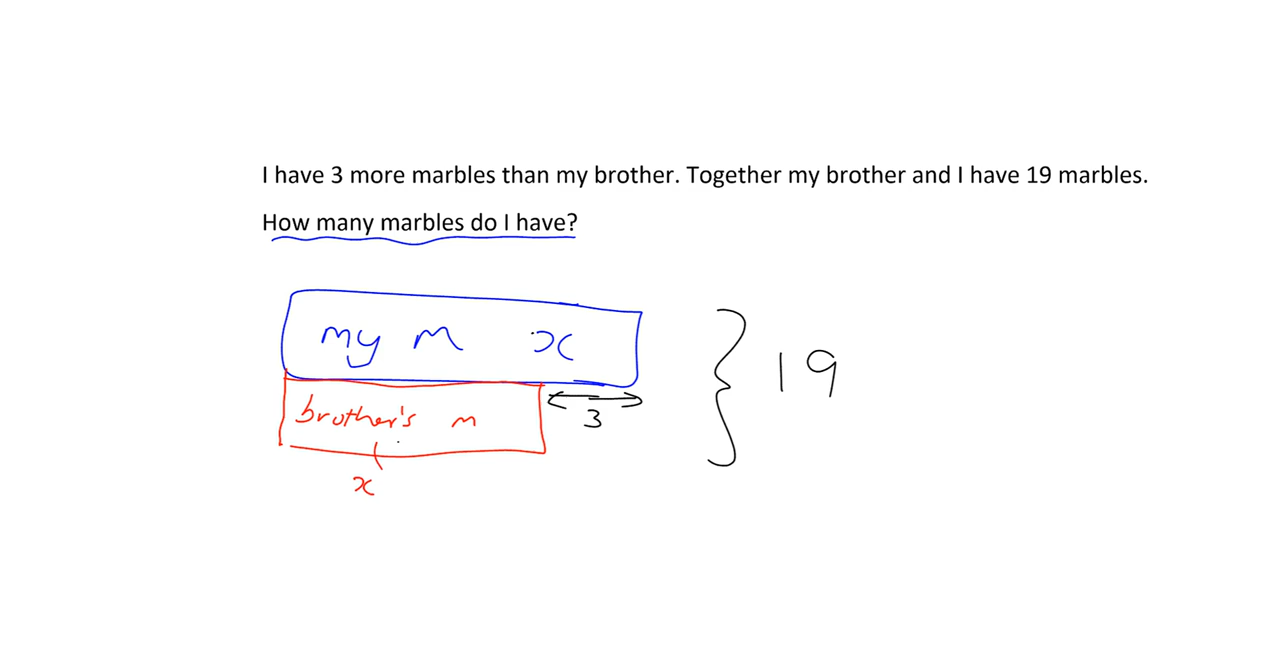 I have 3 more marbles than my brother. Together my brother and I have 19 marbles.
How many marbles do I have?
my m x
19
brother's m
3
x